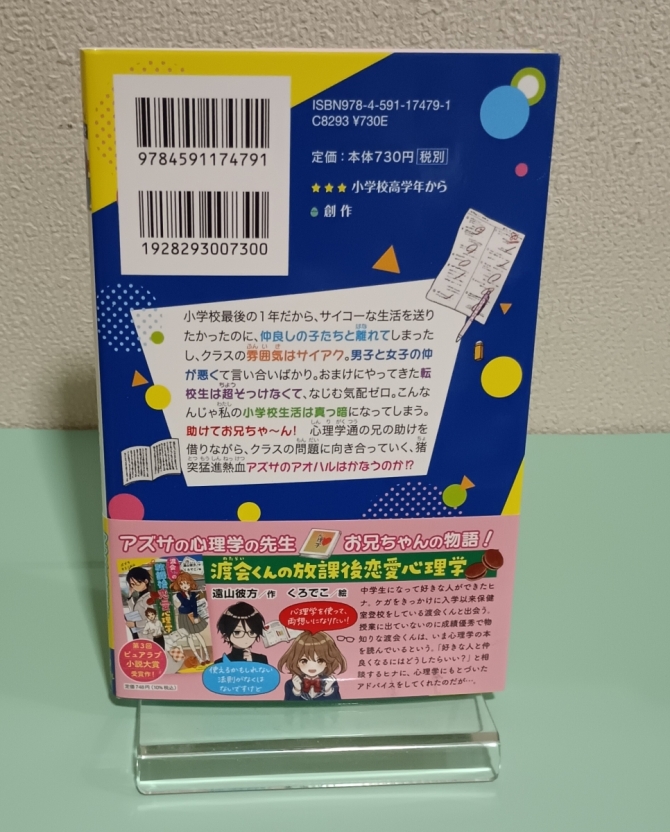 9784591174791
1928293007300
ISBN978-4-591-17479-1
C8293 ¥730E
定価：本体730円 税別
★★★小学校高学年から
創作
小学校最後の1年だから、サイコーな生活を送り
たかったのに、仲良しの子たちと離れてしまった
し、クラスの雰囲気はサイアク。男子と女子の仲
が悪くて言い合いばかり。おまけにやってきた転
校生は超そっけなくて、なじむ気配ゼロ。こんな
んじゃ私の小学校生活は真っ暗になってしまう。
助けてお兄ちゃ〜ん！ 心理学通の兄の助けを
借りながら、クラスの問題に向き合っていく、猪
突猛進熱血アズサのアオハルはかなうのか!?
アズサの心理学の先生 お兄ちゃんの物語！
渡会くんの放課後恋愛心理学
遠山彼方 作 くろでこ 絵
心理学を使って、
両想いになりたい！
使えるかもしれない
法則がなくは
ないですけど
第3回
ピュアラブ
小説大賞
受賞作！
定価748円(10%税込)
中学生になって好きな人ができたヒ
ナ。ケガをきっかけに入学以来保健
室登校をしている渡会くんと出会う。
授業に出ていないのに成績優秀で物
知りな渡会くんは、いま心理学の本
を読んでいるという。「好きな人と仲
良くなるにはどうしたらいい？」と相
談するヒナに、心理学にもとづいた
アドバイスをしてくれたのだが…。